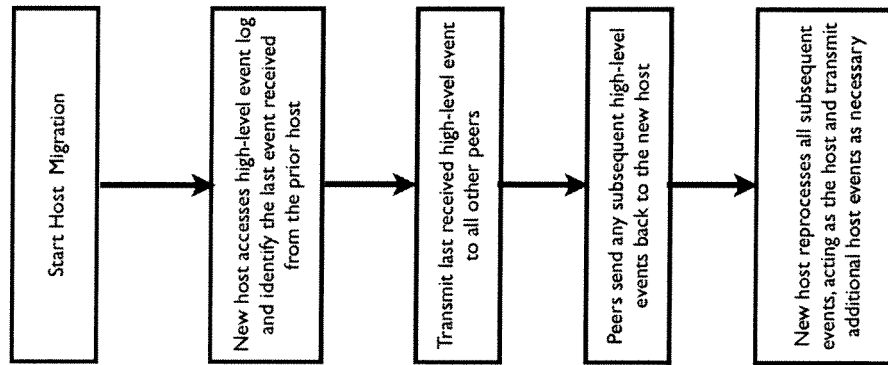 Start Host Migration
New host accesses high-level event log
and identify the last event received
from the prior host
Transmit last received high-level event
to all other peers
Peers send any subsequent high-level
events back to the new host
New host reprocesses all subsequent
events, acting as the host and transmit
additional host events as necessary